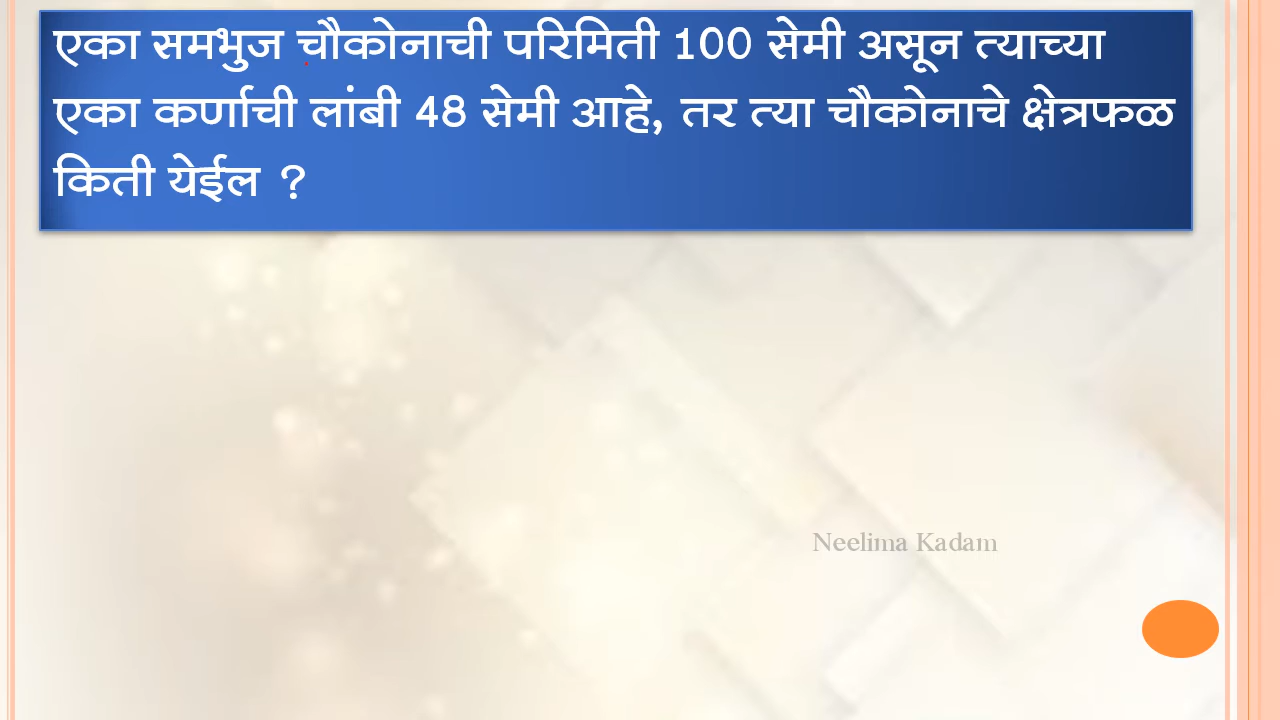 एका समभुज चौकोनाची परिमिती 100 सेमी असून त्याच्या
एका कर्णाची लांबी 48 सेमी आहे, तर त्या चौकोनाचे क्षेत्रफळ
किती येईल ?
Neelima Kadam